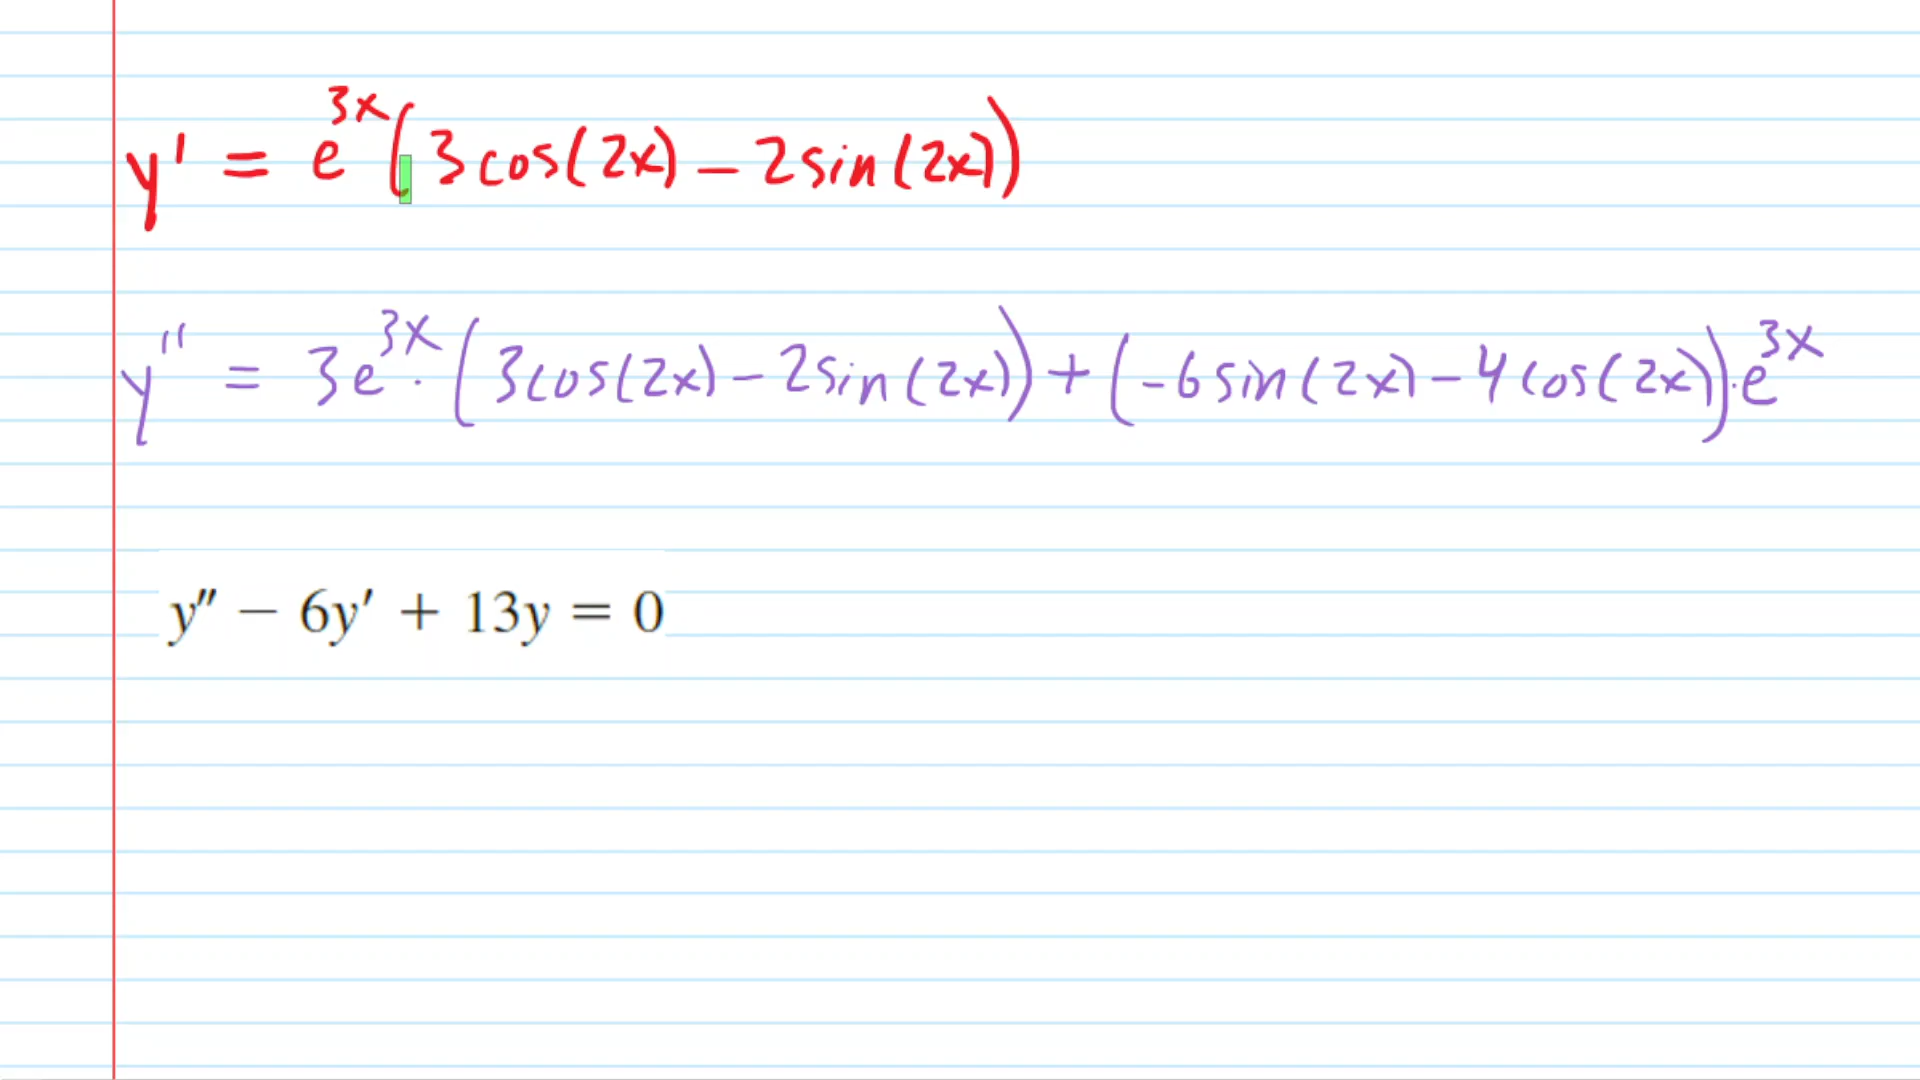 y' = e^{3x}(3cos(2x) - 2sin(2x))
y" = 3e^{3x} · (3cos(2x) - 2sin(2x)) + (-6sin(2x) - 4cos(2x)) · e^{3x}
y″ − 6y′ + 13y = 0